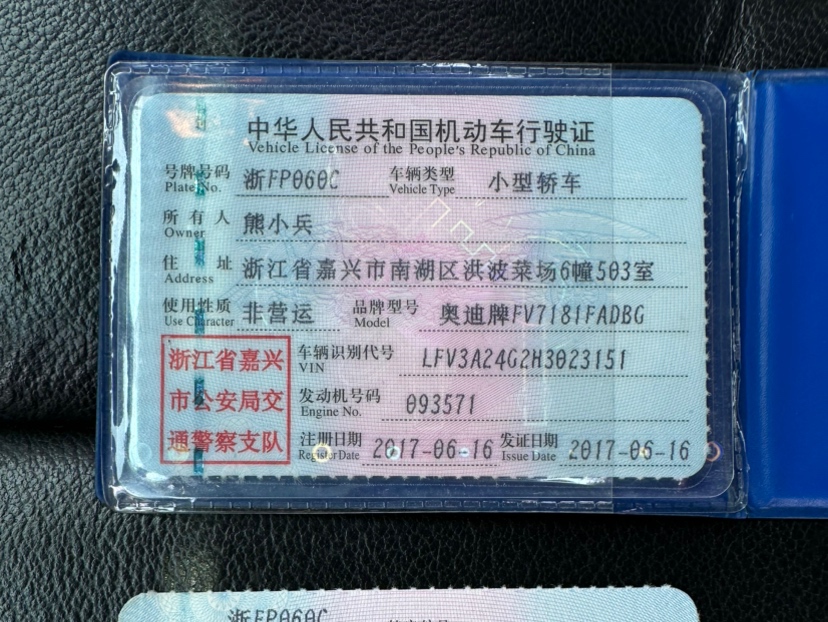 中华人民共和国机动车行驶证
Vehicle License of the People's Republic of China
号牌号码 浙FP060C 车辆类型 小型轿车
Plate No. Vehicle Type
所有人 熊小兵
Owner
住址 浙江省嘉兴市南湖区洪波菜场6幢503室
Address
使用性质 非营运 品牌型号 奥迪牌FV7181FADBG
Use Character Model
浙江省嘉兴 车辆识别代号 LFV3A24G2H3023151
VIN
市公安局交 发动机号码 093571
Engine No.
通警察支队 注册日期 2017-06-16 发证日期 2017-06-16
Register Date Issue Date
浙FP060C